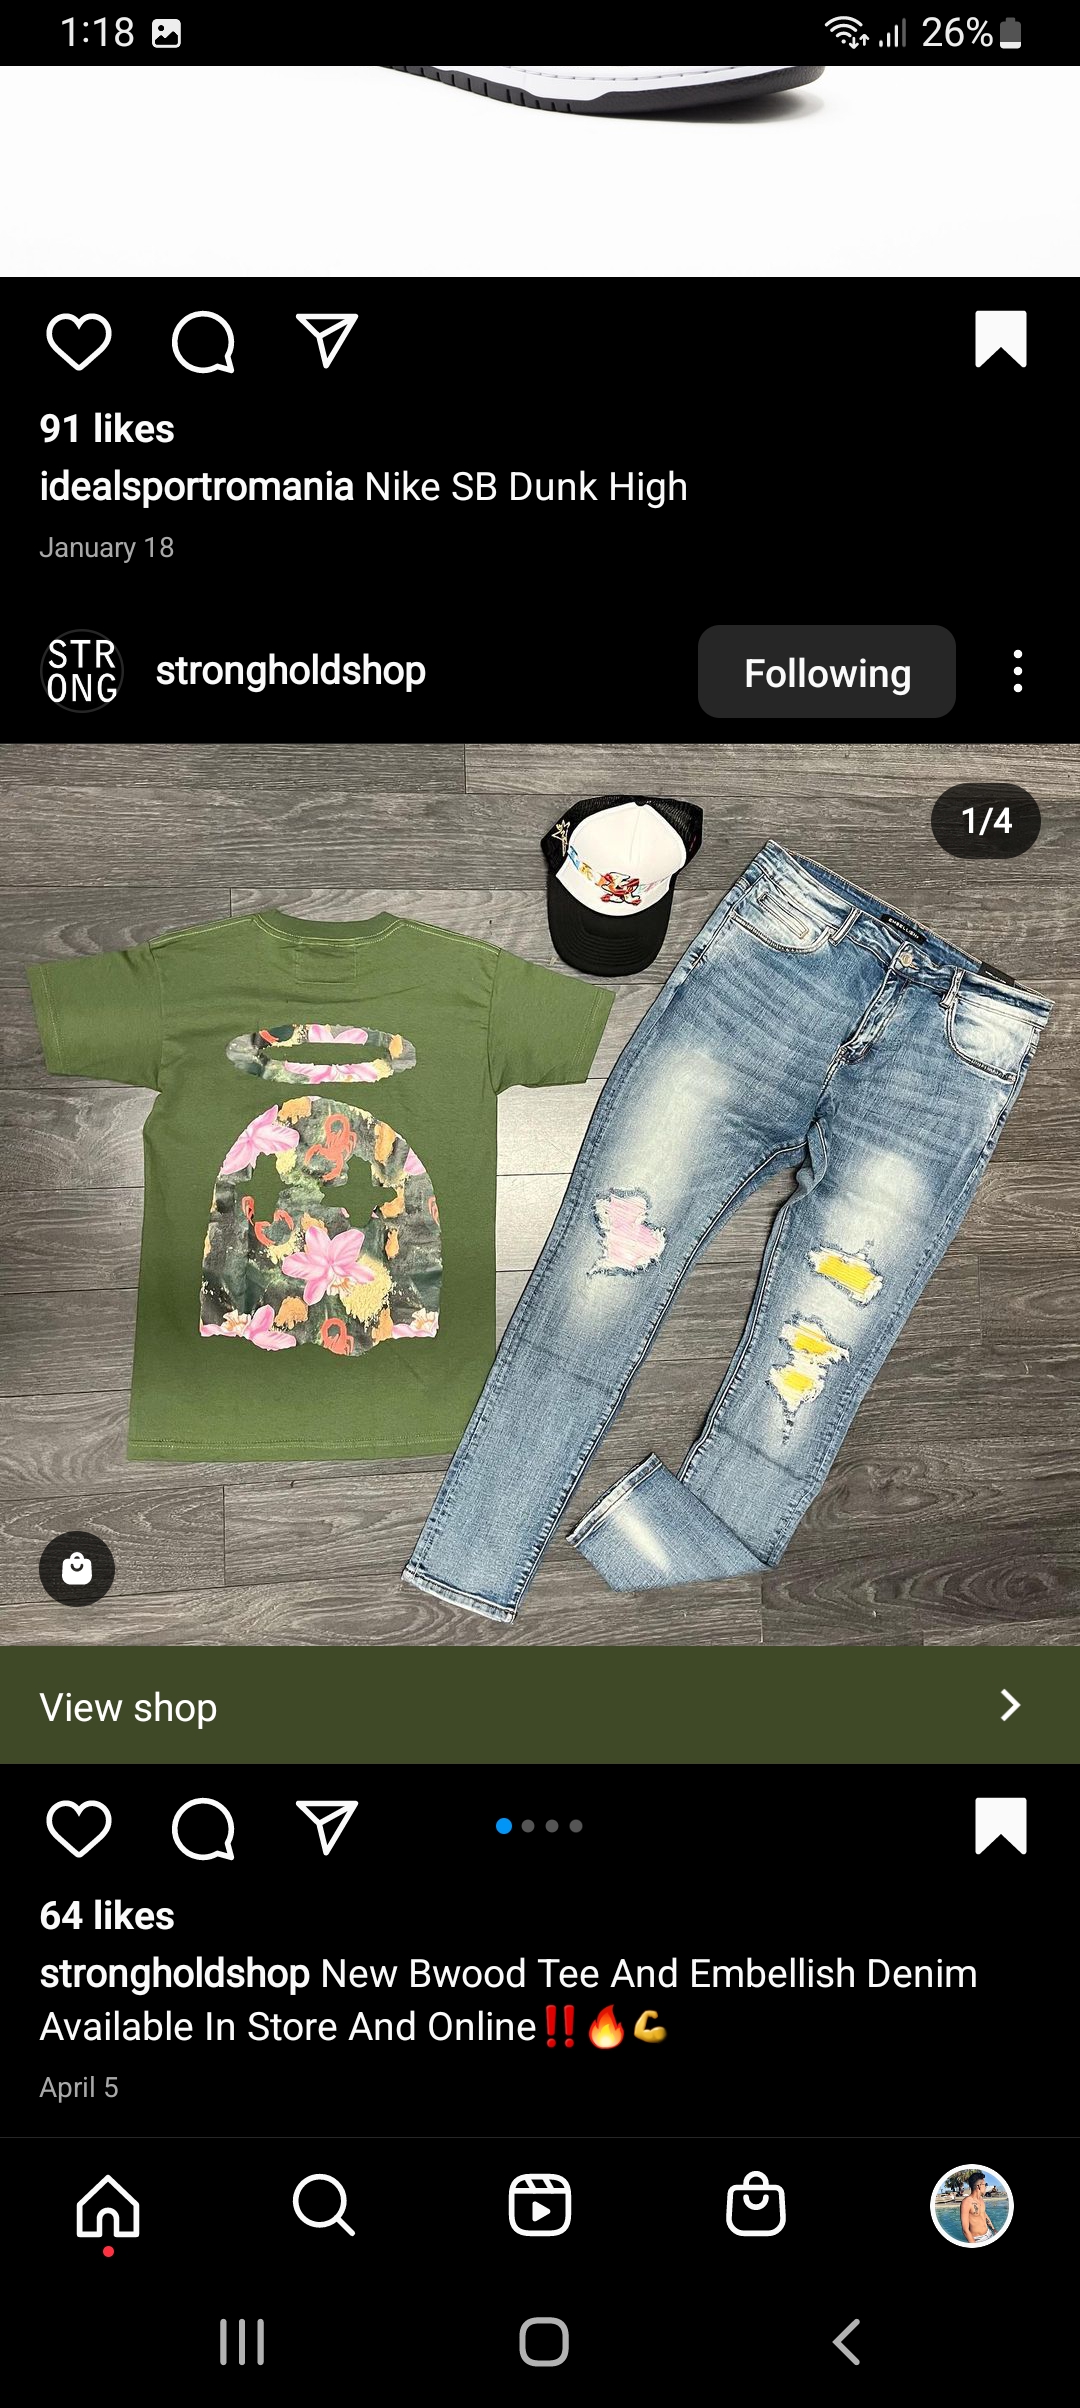 1:18
26%
91 likes
idealsportromania Nike SB Dunk High
January 18
STR
ONG
strongholdshop
Following
1/4
EMBELLISH
View shop
64 likes
strongholdshop New Bwood Tee And Embellish Denim
Available In Store And Online‼️🔥💪
April 5